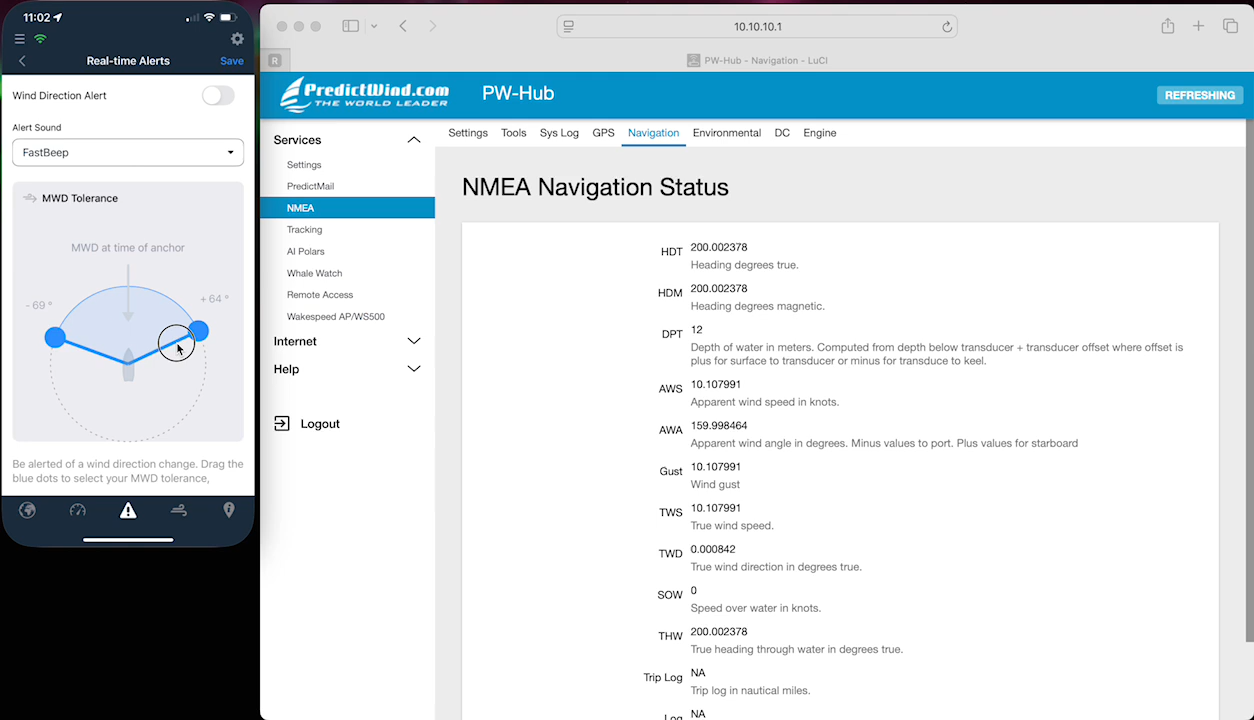 11:02
Real-time Alerts
Save
Wind Direction Alert
Alert Sound
FastBeep
MWD Tolerance
MWD at time of anchor
- 69 °
+ 64 °
Be alerted of a wind direction change. Drag the
blue dots to select your MWD tolerance,
10.10.10.1
R
PW-Hub - Navigation - LuCI
PredictWind.com
THE WORLD LEADER
PW-Hub
REFRESHING
Services
Settings
PredictMail
NMEA
Tracking
AI Polars
Whale Watch
Remote Access
Wakespeed AP/WS500
Internet
Help
Logout
Settings Tools Sys Log GPS Navigation Environmental DC Engine
NMEA Navigation Status
HDT 200.002378
Heading degrees true.
HDM 200.002378
Heading degrees magnetic.
DPT 12
Depth of water in meters. Computed from depth below transducer + transducer offset where offset is
plus for surface to transducer or minus for transduce to keel.
AWS 10.107991
Apparent wind speed in knots.
AWA 159.998464
Apparent wind angle in degrees. Minus values to port. Plus values for starboard
Gust 10.107991
Wind gust
TWS 10.107991
True wind speed.
TWD 0.000842
True wind direction in degrees true.
SOW 0
Speed over water in knots.
THW 200.002378
True heading through water in degrees true.
Trip Log NA
Trip log in nautical miles.
Log NA